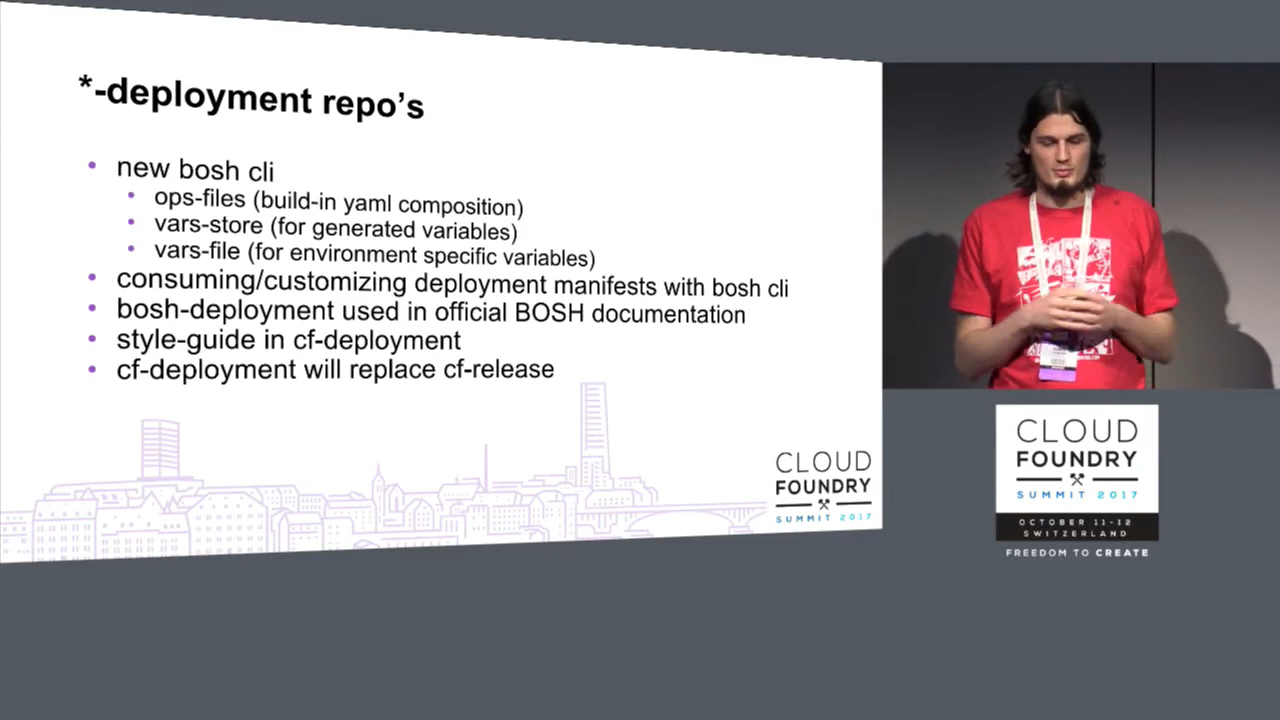 *-deployment repo's
new bosh cli
ops-files (build-in yaml composition)
vars-store (for generated variables)
vars-file (for environment specific variables)
consuming/customizing deployment manifests with bosh cli
bosh-deployment used in official BOSH documentation
style-guide in cf-deployment
cf-deployment will replace cf-release
CLOUD
FOUNDRY
SUMMIT 2017
CLOUD
FOUNDRY
SUMMIT 2017
OCTOBER 11-12
SWITZERLAND
FREEDOM TO CREATE